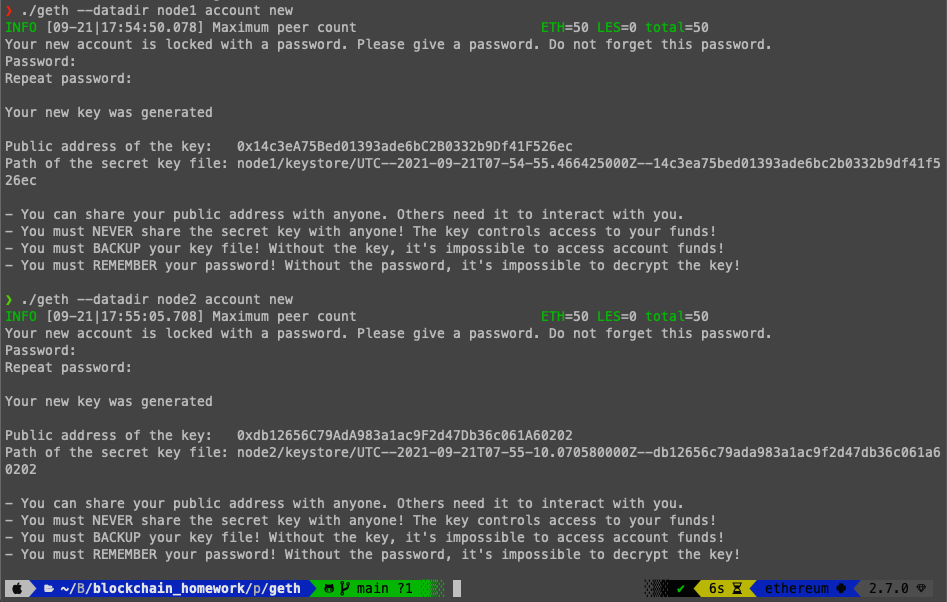 ❯ ./geth --datadir node1 account new
INFO [09-21|17:54:50.078] Maximum peer count ETH=50 LES=0 total=50
Your new account is locked with a password. Please give a password. Do not forget this password.
Password:
Repeat password:
Your new key was generated
Public address of the key: 0x14c3eA75Bed01393ade6bC2B0332b9Df41F526ec
Path of the secret key file: node1/keystore/UTC--2021-09-21T07-54-55.466425000Z--14c3ea75bed01393ade6bc2b0332b9df41f5
26ec
- You can share your public address with anyone. Others need it to interact with you.
- You must NEVER share the secret key with anyone! The key controls access to your funds!
- You must BACKUP your key file! Without the key, it's impossible to access account funds!
- You must REMEMBER your password! Without the password, it's impossible to decrypt the key!
❯ ./geth --datadir node2 account new
INFO [09-21|17:55:05.708] Maximum peer count ETH=50 LES=0 total=50
Your new account is locked with a password. Please give a password. Do not forget this password.
Password:
Repeat password:
Your new key was generated
Public address of the key: 0xdb12656C79AdA983a1ac9F2d47Db36c061A60202
Path of the secret key file: node2/keystore/UTC--2021-09-21T07-55-10.070580000Z--db12656c79ada983a1ac9f2d47db36c061a6
0202
- You can share your public address with anyone. Others need it to interact with you.
- You must NEVER share the secret key with anyone! The key controls access to your funds!
- You must BACKUP your key file! Without the key, it's impossible to access account funds!
- You must REMEMBER your password! Without the password, it's impossible to decrypt the key!
~/B/blockchain_homework/p/geth main ?1 ✔ 6s ethereum 2.7.0